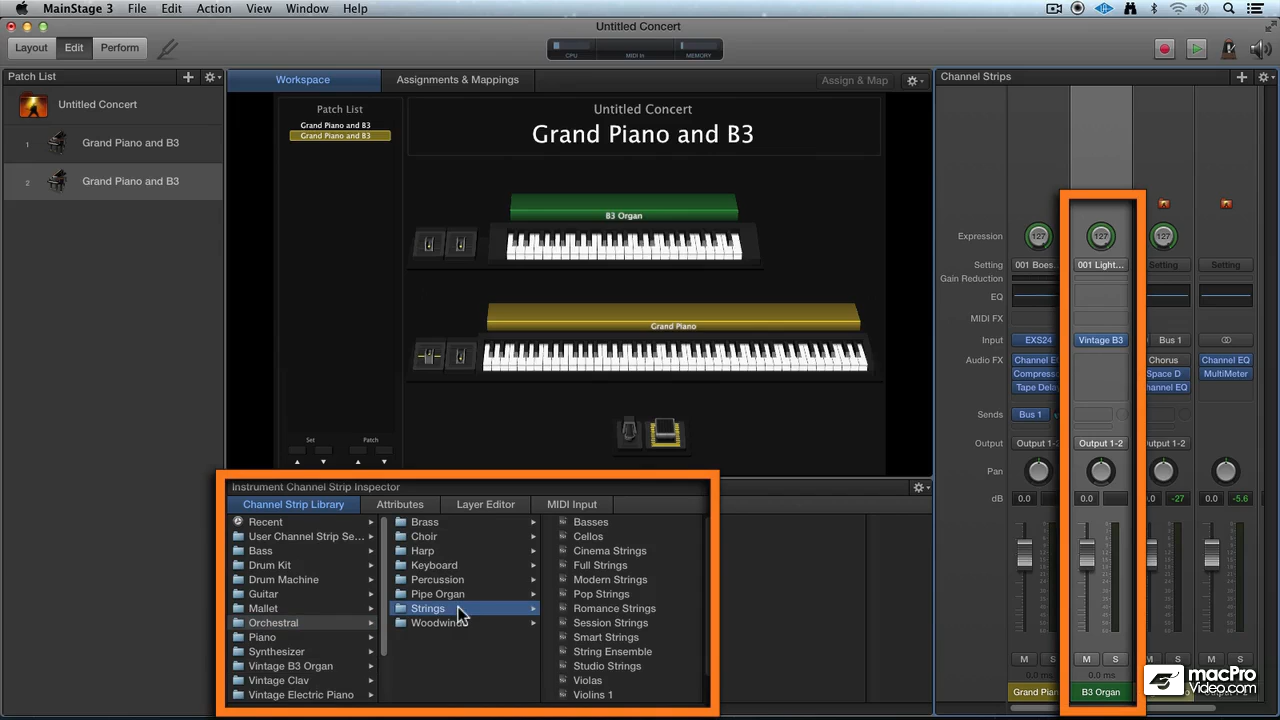 MainStage 3 File Edit Action View Window Help
Untitled Concert
Layout Edit Perform
CPU MIDI IN MEMORY
Patch List
Workspace Assignments & Mappings Assign & Map
Channel Strips
Untitled Concert
1 Grand Piano and B3
2 Grand Piano and B3
Patch List
Grand Piano and B3
Grand Piano and B3
Untitled Concert
Grand Piano and B3
B3 Organ
Grand Piano
Set Patch
Expression 127 127 127
Setting 001 Boes... 001 Light... Setting Setting
Gain Reduction
EQ
MIDI FX
Input EXS24 Vintage B3 Bus 1
Audio FX Channel E Chorus Channel EQ
Compresso Space D MultiMeter
Tape Dela hannel EQ
Sends Bus 1
Output Output 1-2 Output 1-2 utput 1-2
Pan
dB 0.0 0.0 -27 0.0 -5.6
M S M S M S M S
0.0 ms
Grand Pian B3 Organ
Instrument Channel Strip Inspector
Channel Strip Library Attributes Layer Editor MIDI Input
Recent
User Channel Strip Se...
Bass
Drum Kit
Drum Machine
Guitar
Mallet
Orchestral
Piano
Synthesizer
Vintage B3 Organ
Vintage Clav
Vintage Electric Piano
Brass
Choir
Harp
Keyboard
Percussion
Pipe Organ
Strings
Woodwin
Basses
Cellos
Cinema Strings
Full Strings
Modern Strings
Pop Strings
Romance Strings
Session Strings
Smart Strings
String Ensemble
Studio Strings
Violas
Violins 1
macPro
Video.com